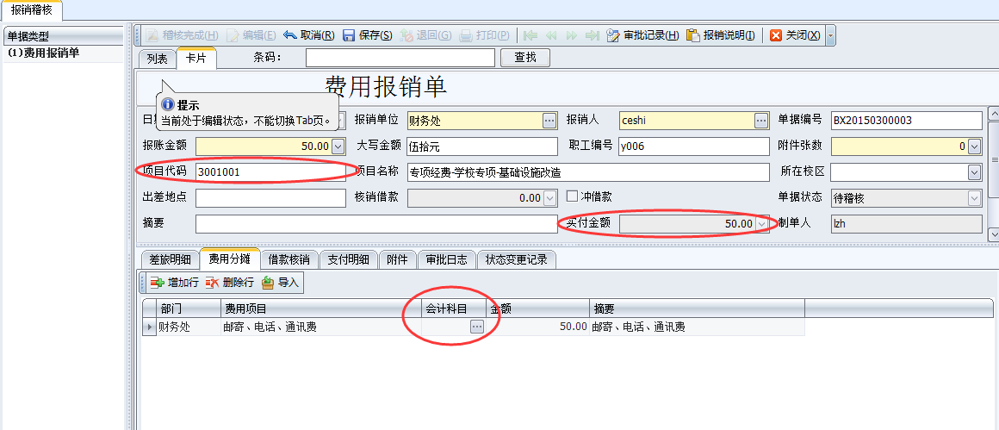 报销稽核
单据类型
(1)费用报销单
稽核完成(H) 编辑(E) 取消(R) 保存(S) 退回(G) 打印(P) 审批记录(H) 报销说明(I) 关闭(X)
列表 卡片 条码: 查找
费用报销单
提示
当前处于编辑状态，不能切换Tab页。
日 报销单位 财务处 报销人 ceshi 单据编号 BX20150300003
报账金额 50.00 大写金额 伍拾元 职工编号 y006 附件张数 0
项目代码 3001001 项目名称 专项经费-学校专项-基础设施改造 所在校区
出差地点 核销借款 0.00 冲借款 单据状态 待稽核
摘要 实付金额 50.00 制单人 lzh
差旅明细 费用分摊 借款核销 支付明细 附件 审批日志 状态变更记录
增加行 删除行 导入
部门 费用项目 会计科目 金额 摘要
财务处 邮寄、电话、通讯费 50.00 邮寄、电话、通讯费